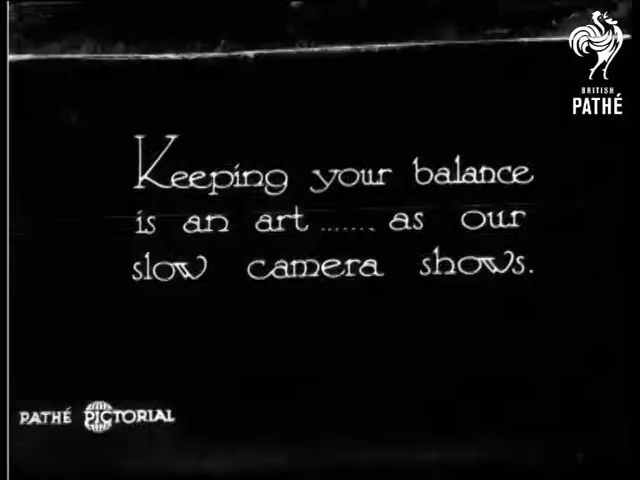 BRITISH
PATHÉ
Keeping your balance
is an art ....... as our
slow camera shows.
PATHÉ PICTORIAL